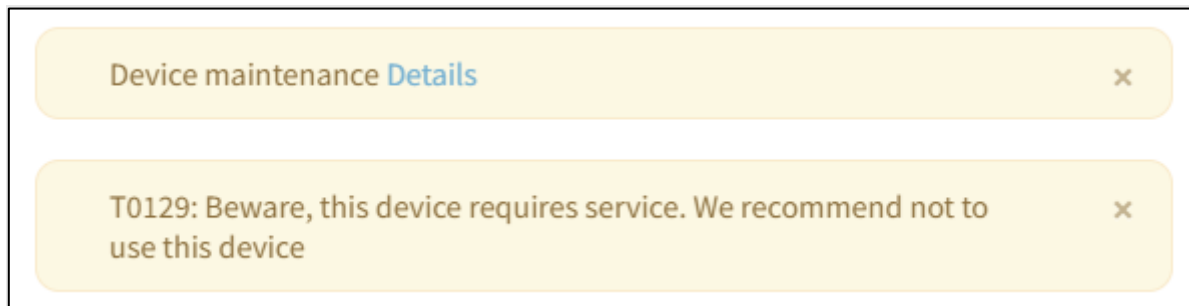 Device maintenance Details
T0129: Beware, this device requires service. We recommend not to
use this device